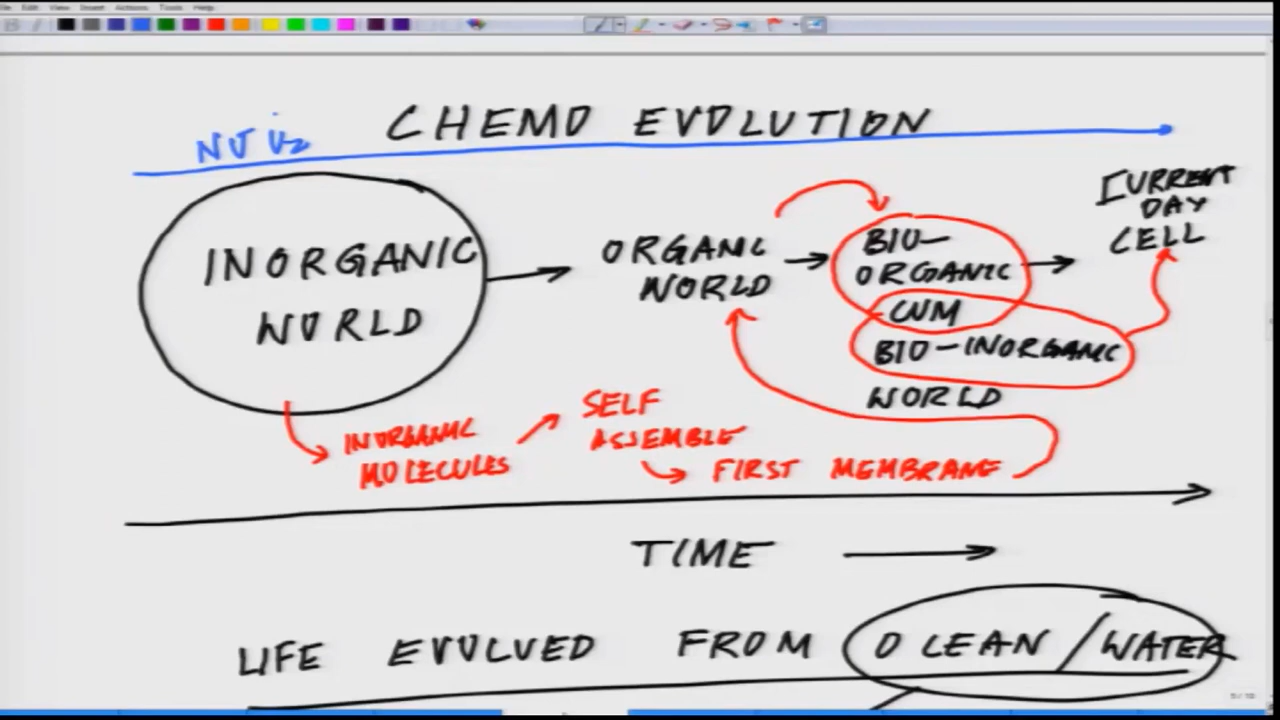 CHEMO EVOLUTION
INORGANIC
WORLD
ORGANIC
WORLD
BIO-
ORGANIC
CUM
BIO-INORGANIC
WORLD
CURRENT
DAY
CELL
INORGANIC
MOLECULES
SELF
ASSEMBLE
FIRST MEMBRANE
TIME
LIFE EVOLVED FROM OCEAN/WATER